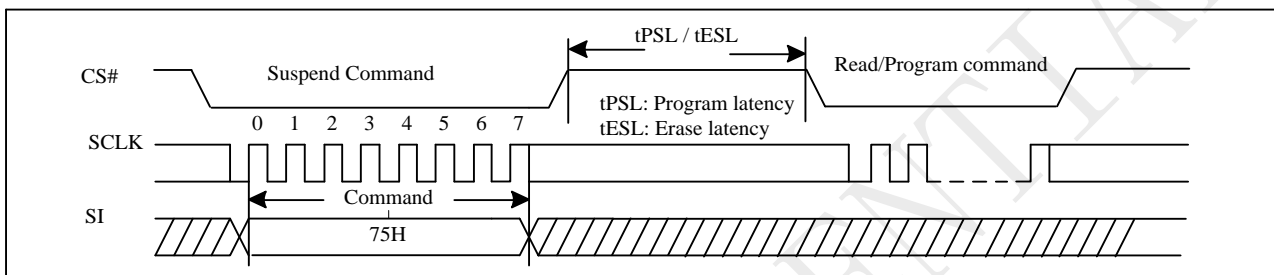 tPSL / tESL
CS#
Suspend Command
Read/Program command
tPSL: Program latency
tESL: Erase latency
0 1 2 3 4 5 6 7
SCLK
Command
SI
75H